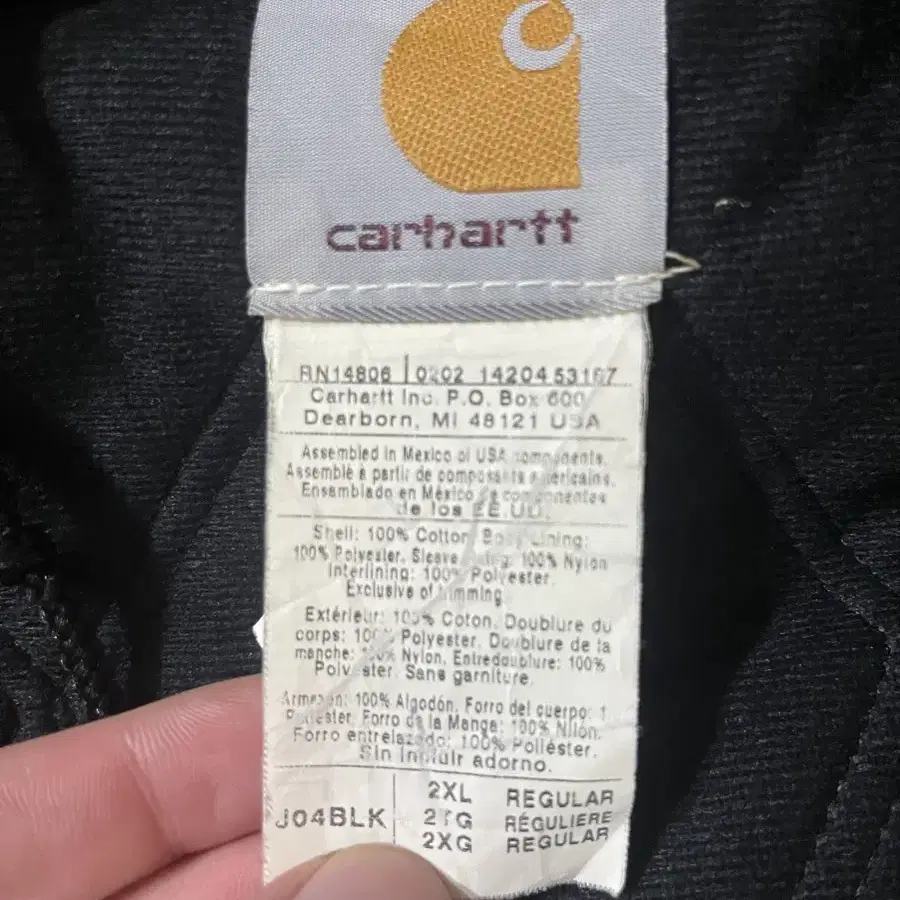 carhartt
RN14806 0202 14204 53167
Carhartt Inc. P.O. Box 600
Dearborn, MI 48121 USA
Assembled in Mexico of USA components.
Assemblé à partir de composants américains.
Ensamblado en México de componentes
de los EE.UU.
Shell: 100% Cotton. Body Lining:
100% Polyester. Sleeve Lining: 100% Nylon
Interlining: 100% Polyester.
Exclusive of Trimming
Extérieur: 100% Coton. Doublure du
corps: 100% Polyester. Doublure de la
manche: 100% Nylon. Entredoublure: 100%
Polyester. Sans garniture.
Armazón: 100% Algodón. Forro del cuerpo: 1
Poliéster. Forro de la Manga: 100% Nilón.
Forro entrelazado: 100% Poliéster.
Sin incluir adorno.
J04BLK 2XL REGULAR
2TG RÉGULIERE
2XG REGULAR